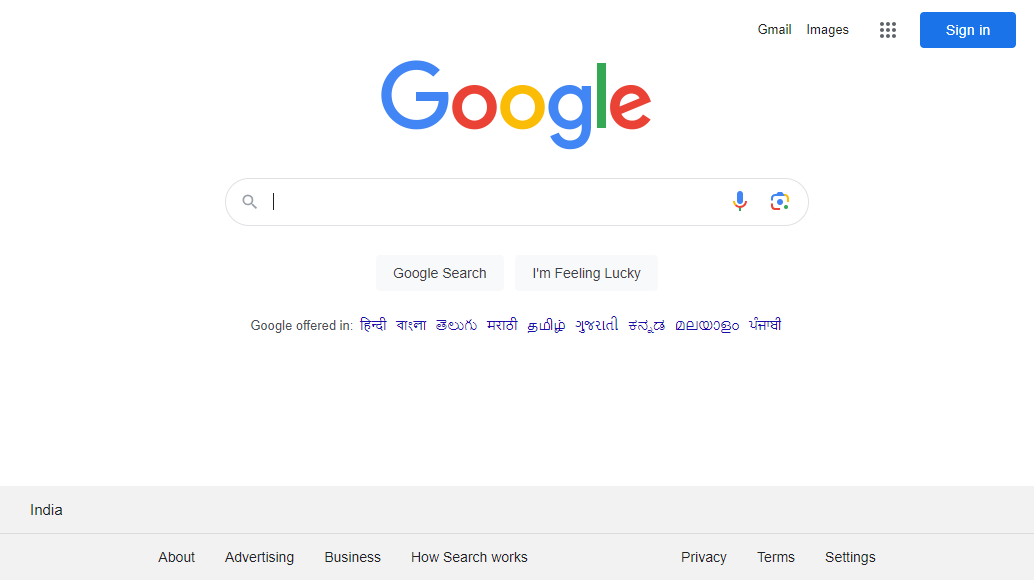 Gmail Images Sign in
Google
Google Search I'm Feeling Lucky
Google offered in: हिन्दी বাংলা తెలుగు मराठी தமிழ் ગુજરાતી ಕನ್ನಡ മലയാളം ਪੰਜਾਬੀ
India
About Advertising Business How Search works Privacy Terms Settings